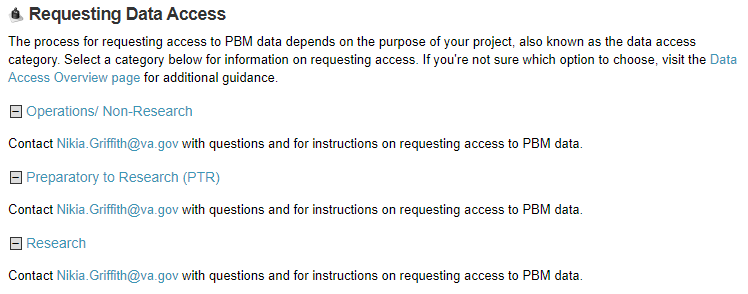 Requesting Data Access
The process for requesting access to PBM data depends on the purpose of your project, also known as the data access
category. Select a category below for information on requesting access. If you're not sure which option to choose, visit the Data
Access Overview page for additional guidance.
Operations/ Non-Research
Contact Nikia.Griffith@va.gov with questions and for instructions on requesting access to PBM data.
Preparatory to Research (PTR)
Contact Nikia.Griffith@va.gov with questions and for instructions on requesting access to PBM data.
Research
Contact Nikia.Griffith@va.gov with questions and for instructions on requesting access to PBM data.